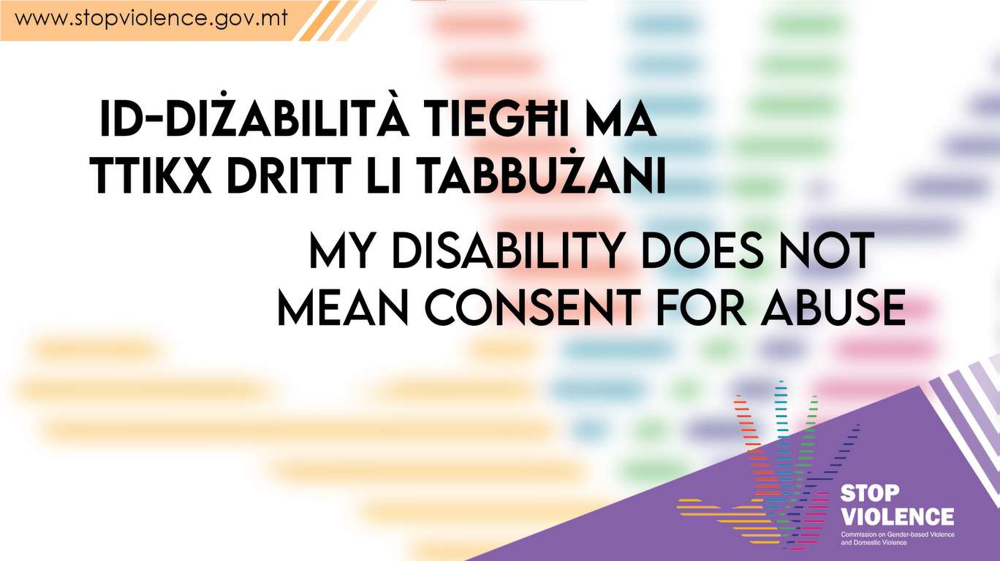 www.stopviolence.gov.mt
ID-DIŻABILITÀ TIEGĦI MA
TTIKX DRITT LI TABBUŻANI
MY DISABILITY DOES NOT
MEAN CONSENT FOR ABUSE
STOP
VIOLENCE
Commission on Gender-based Violence
and Domestic Violence